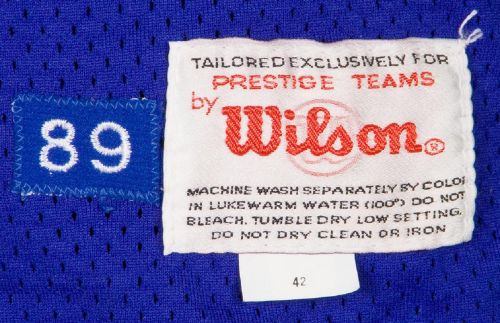 TAILORED EXCLUSIVELY FOR
PRESTIGE TEAMS
by
Wilson®
89
MACHINE WASH SEPARATELY BY COLOR
IN LUKEWARM WATER (100°) DO NOT
BLEACH. TUMBLE DRY LOW SETTING.
DO NOT DRY CLEAN OR IRON
42